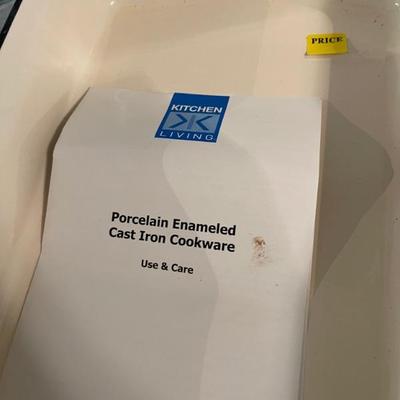 PRICE
KITCHEN
K
LIVING
Porcelain Enameled
Cast Iron Cookware
Use & Care